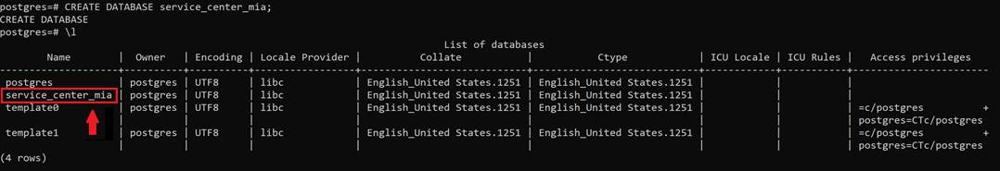 postgres=# CREATE DATABASE service_center_mia;
CREATE DATABASE
postgres=# \l
List of databases
Name | Owner | Encoding | Locale Provider | Collate | Ctype | ICU Locale | ICU Rules | Access privileges
--------------------+----------+----------+-----------------+----------------------------+----------------------------+------------+-----------+-----------------------
postgres | postgres | UTF8 | libc | English_United States.1251 | English_United States.1251 | | |
service_center_mia | postgres | UTF8 | libc | English_United States.1251 | English_United States.1251 | | |
template0 | postgres | UTF8 | libc | English_United States.1251 | English_United States.1251 | | | =c/postgres +
| | | | | | | | postgres=CTc/postgres
template1 | postgres | UTF8 | libc | English_United States.1251 | English_United States.1251 | | | =c/postgres +
| | | | | | | | postgres=CTc/postgres
(4 rows)